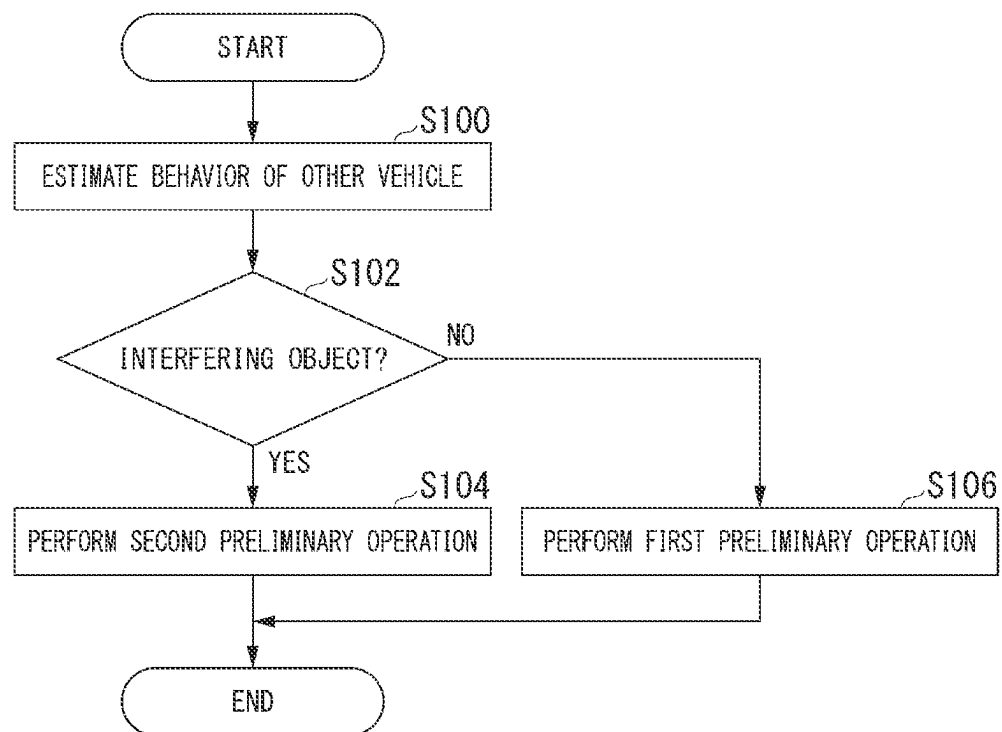 START
S100
ESTIMATE BEHAVIOR OF OTHER VEHICLE
S102
INTERFERING OBJECT?
NO
YES
S104
PERFORM SECOND PRELIMINARY OPERATION
S106
PERFORM FIRST PRELIMINARY OPERATION
END